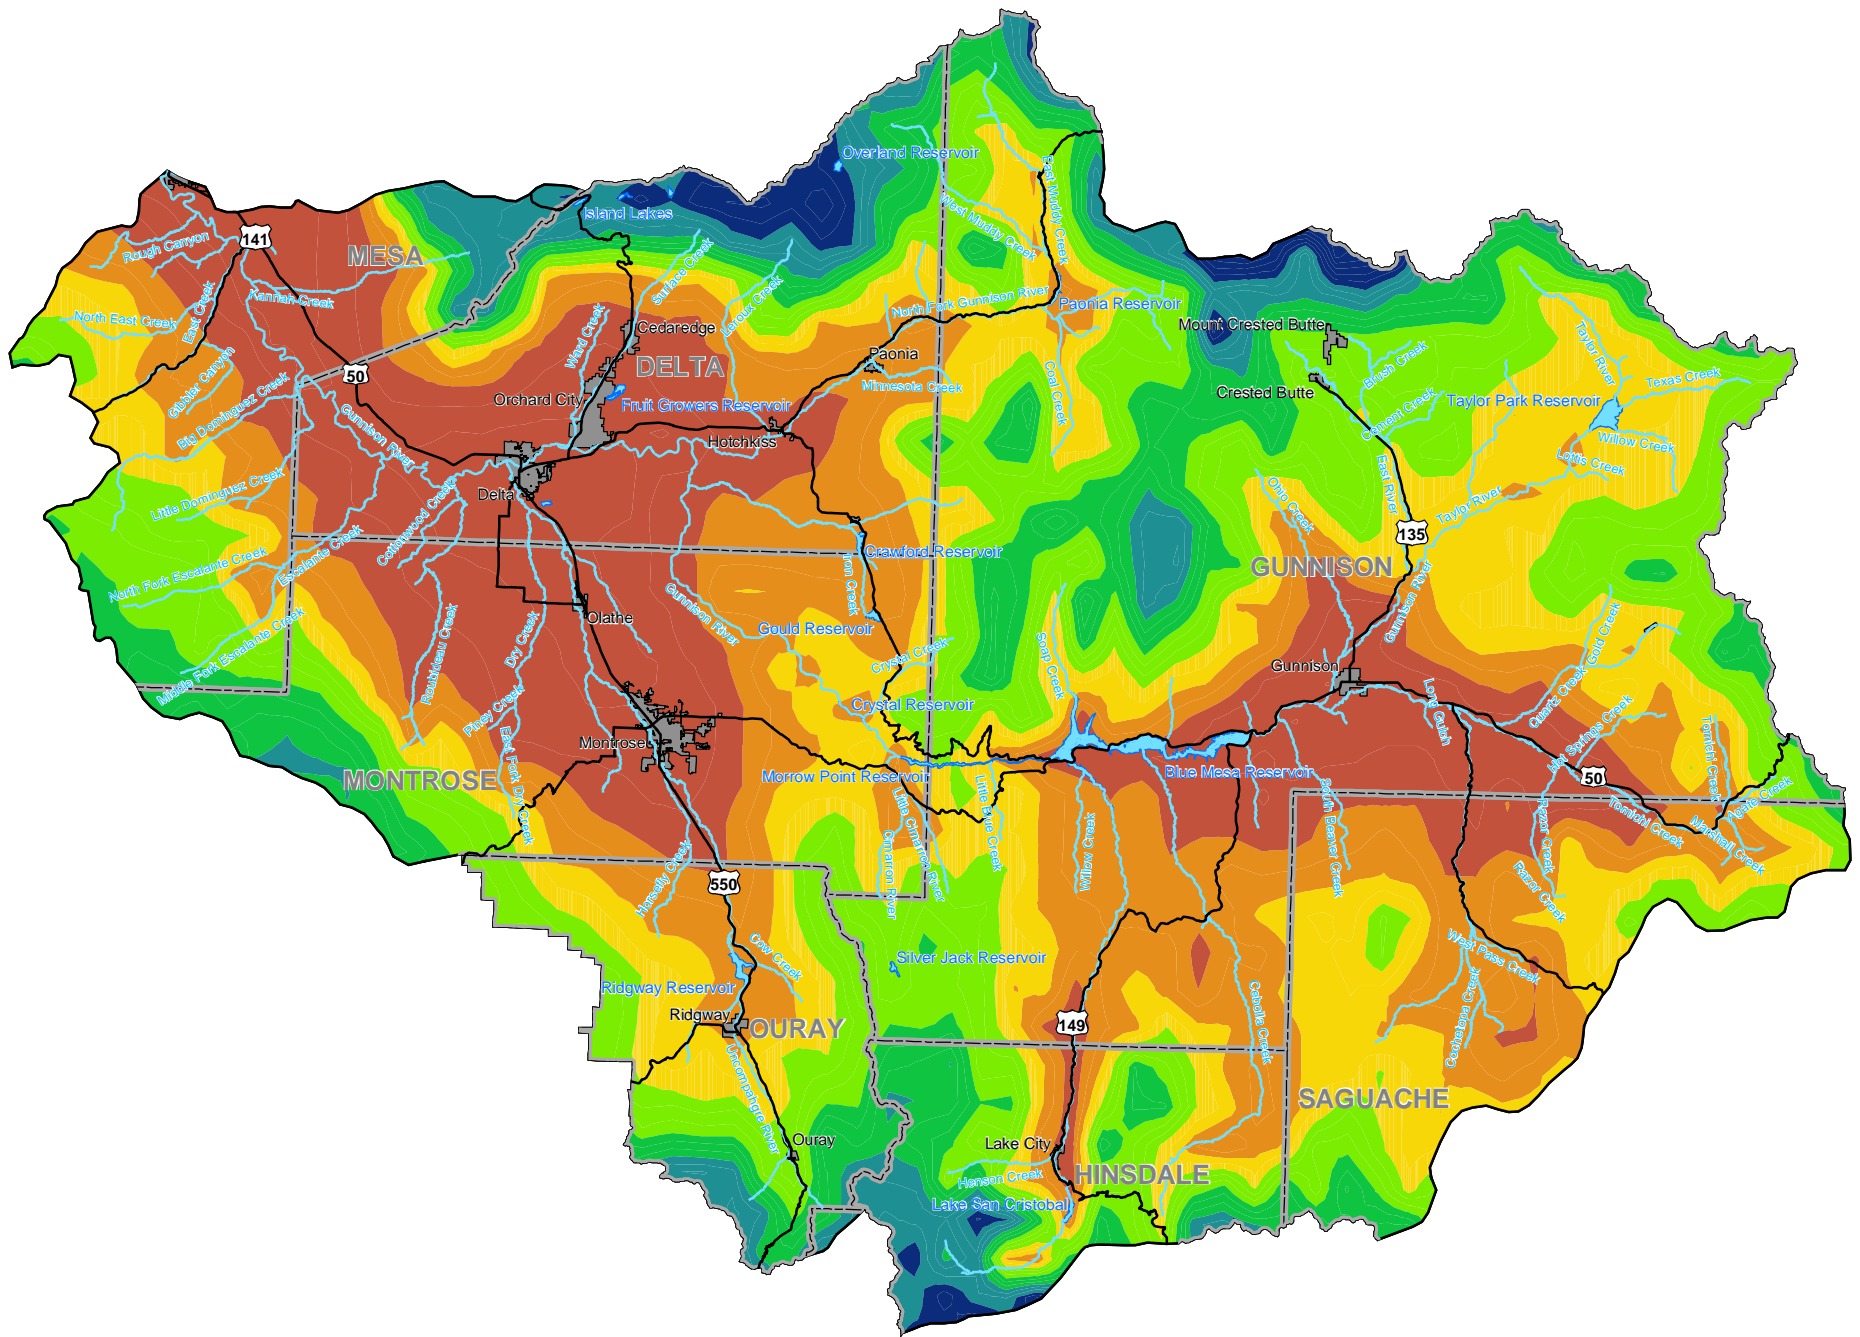 Overland Reservoir
Island Lakes
Rough Canyon
141
MESA
West Muddy Creek
East Muddy Creek
Surface Creek
Leroux Creek
Kannah Creek
North East Creek
East Creek
North Fork Gunnison River
Paonia Reservoir
Mount Crested Butte
Ward Creek
Cedaredge
DELTA
Paonia
Taylor River
Brush Creek
Texas Creek
Gibbler Canyon
50
Minnesota Creek
Coal Creek
Crested Butte
Big Dominguez Creek
Orchard City
Fruit Growers Reservoir
Taylor Park Reservoir
Cement Creek
Gunnison River
Hotchkiss
Willow Creek
Lottis Creek
Little Dominguez Creek
Delta
East River
Ohio Creek
Taylor River
Cottonwood Creek
135
Escalante Creek
North Fork Escalante Creek
Crawford Reservoir
GUNNISON
Iron Creek
Gunnison River
Gunnison River
Olathe
Gould Reservoir
Middle Fork Escalante Creek
Roubideau Creek
Dry Creek
Crystal Creek
Soap Creek
Gold Creek
Gunnison
Quartz Creek
Piney Creek
Crystal Reservoir
Long Gulch
Hot Springs Creek
Tomichi Creek
Montrose
East Fork Dry Creek
MONTROSE
Morrow Point Reservoir
Blue Mesa Reservoir
50
Little Blue Creek
South Beaver Creek
Razor Creek
Tomichi Creek
Agate Creek
Marshall Creek
Little Cimarron River
Cimarron River
Willow Creek
Horsefly Creek
550
Razor Creek
Cow Creek
West Pass Creek
Silver Jack Reservoir
Ridgway Reservoir
Cebolla Creek
Cochetopa Creek
Ridgway
OURAY
149
Uncompahgre River
SAGUACHE
Ouray
Lake City
Henson Creek
HINSDALE
Lake San Cristobal